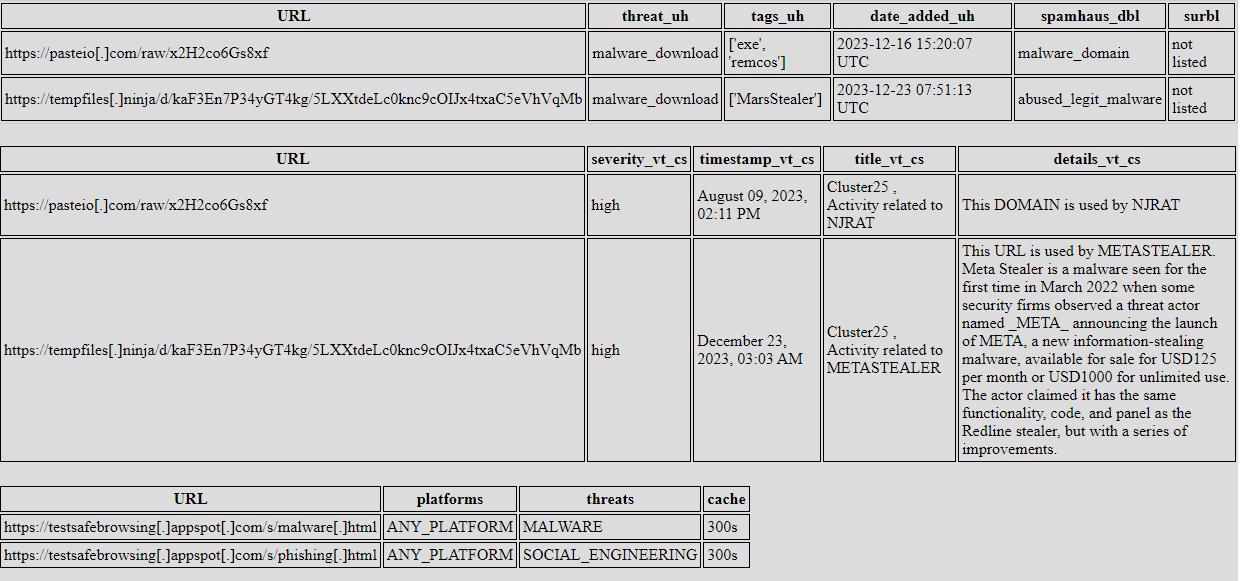 URL threat_uh tags_uh date_added_uh spamhaus_dbl surbl
https://pasteio[.]com/raw/x2H2co6Gs8xf malware_download ['exe', 'remcos'] 2023-12-16 15:20:07 UTC malware_domain not listed
https://tempfiles[.]ninja/d/kaF3En7P34yGT4kg/5LXXtdeLc0knc9cOIJx4txaC5eVhVqMb malware_download ['MarsStealer'] 2023-12-23 07:51:13 UTC abused_legit_malware not listed
URL severity_vt_cs timestamp_vt_cs title_vt_cs details_vt_cs
https://pasteio[.]com/raw/x2H2co6Gs8xf high August 09, 2023, 02:11 PM Cluster25 , Activity related to NJRAT This DOMAIN is used by NJRAT
https://tempfiles[.]ninja/d/kaF3En7P34yGT4kg/5LXXtdeLc0knc9cOIJx4txaC5eVhVqMb high December 23, 2023, 03:03 AM Cluster25 , Activity related to METASTEALER
This URL is used by METASTEALER.
Meta Stealer is a malware seen for the
first time in March 2022 when some
security firms observed a threat actor
named _META_ announcing the launch
of META, a new information-stealing
malware, available for sale for USD125
per month or USD1000 for unlimited use.
The actor claimed it has the same
functionality, code, and panel as the
Redline stealer, but with a series of
improvements.
URL platforms threats cache
https://testsafebrowsing[.]appspot[.]com/s/malware[.]html ANY_PLATFORM MALWARE 300s
https://testsafebrowsing[.]appspot[.]com/s/phishing[.]html ANY_PLATFORM SOCIAL_ENGINEERING 300s